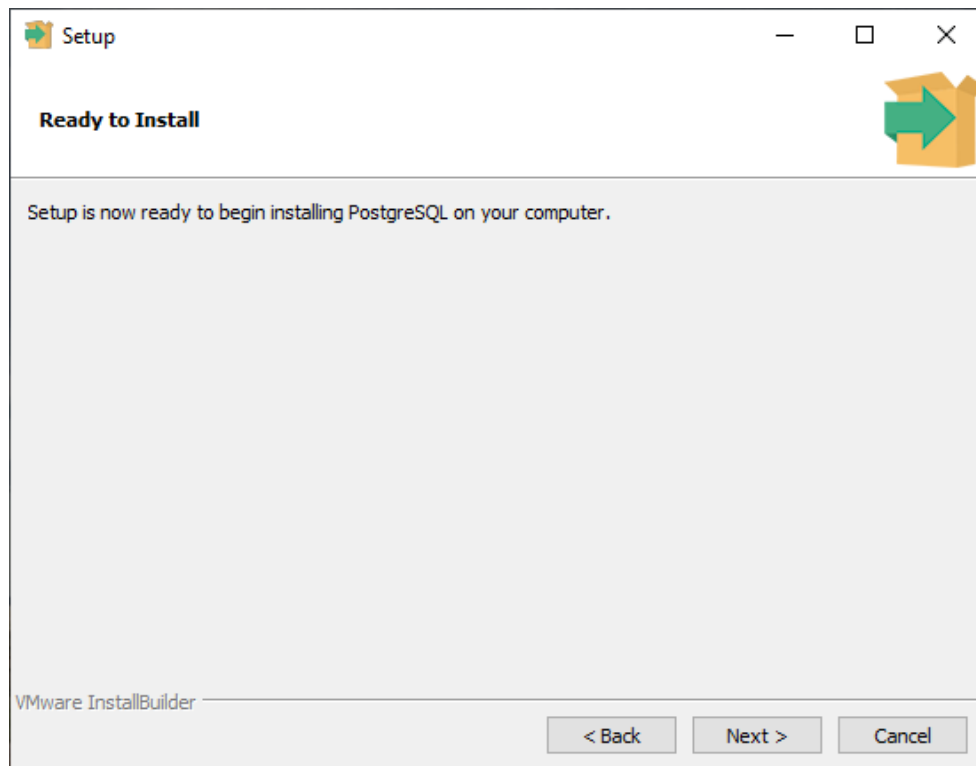 Setup
Ready to Install
Setup is now ready to begin installing PostgreSQL on your computer.
VMware InstallBuilder
< Back
Next >
Cancel